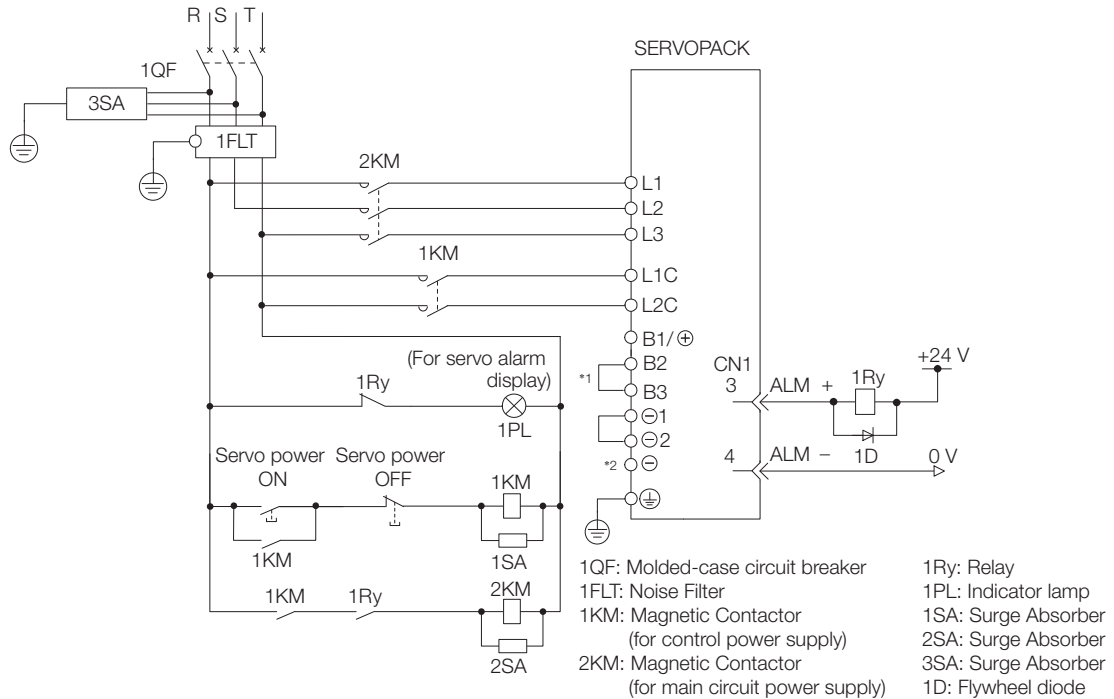 R S T
SERVOPACK
1QF
3SA
1FLT
2KM
L1
L2
L3
1KM
L1C
L2C
B1/⊕
(For servo alarm
display)
B2
CN1
+24 V
*1
1Ry
B3
3
ALM +
1Ry
1PL
⊖1
⊖2
1D
Servo power
ON
Servo power
OFF
*2
⊖
4
ALM −
0 V
1KM
1KM
1SA
1KM
1Ry
2KM
2SA
1QF: Molded-case circuit breaker
1FLT: Noise Filter
1KM: Magnetic Contactor
(for control power supply)
2KM: Magnetic Contactor
(for main circuit power supply)
1Ry: Relay
1PL: Indicator lamp
1SA: Surge Absorber
2SA: Surge Absorber
3SA: Surge Absorber
1D: Flywheel diode